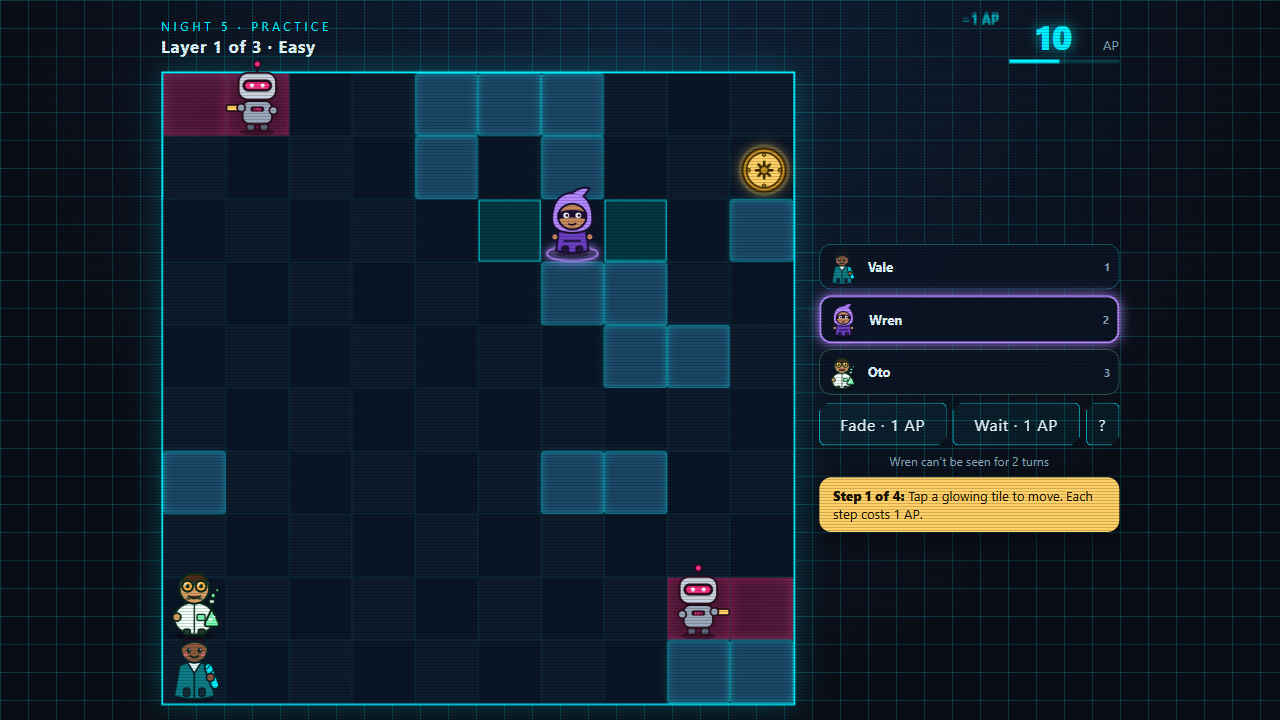 NIGHT 5 · PRACTICE
Layer 1 of 3 · Easy
-1 AP
10
AP
Vale
1
Wren
2
Oto
3
Fade · 1 AP
Wait · 1 AP
?
Wren can't be seen for 2 turns
Step 1 of 4: Tap a glowing tile to move. Each
step costs 1 AP.